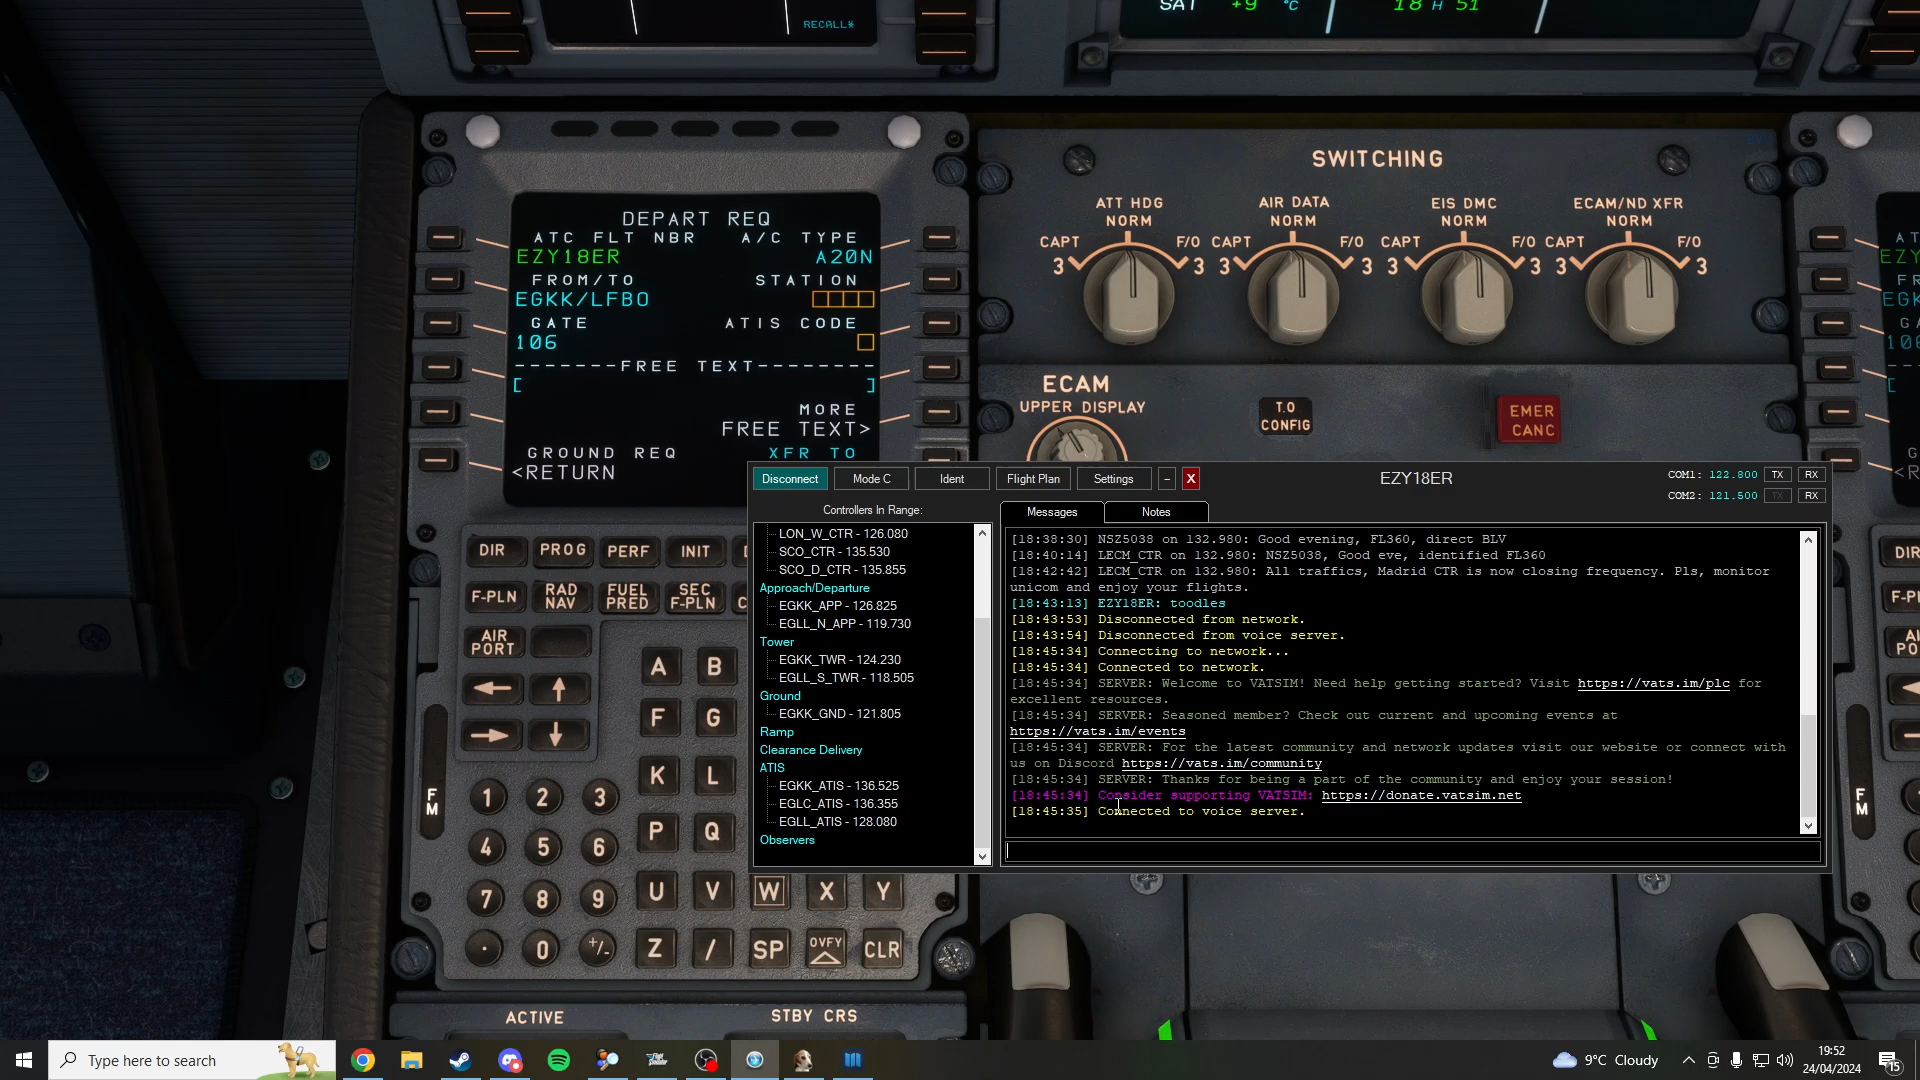 RECALL*
SAT +9 °C 18 H 51
DEPART REQ
ATC FLT NBR A/C TYPE
EZY18ER A20N
FROM/TO STATION
EGKK/LFBO
GATE ATIS CODE
106
-------FREE TEXT--------
[ ]
MORE
FREE TEXT>
GROUND REQ XFR TO
<RETURN
SWITCHING
ATT HDG AIR DATA EIS DMC ECAM/ND XFR
NORM NORM NORM NORM
CAPT F/O CAPT F/O CAPT F/O CAPT F/O
3 3 3 3 3 3 3 3
ECAM
UPPER DISPLAY
T.O
CONFIG
EMER
CANC
DIR PROG PERF INIT
F-PLN RAD NAV FUEL PRED SEC F-PLN
AIR PORT
A B
F G
K L
P Q
U V W X Y
Z / SP OVFY CLR
1 2 3
4 5 6
7 8 9
. 0 +/-
FM
FM
ACTIVE STBY CRS
Disconnect Mode C Ident Flight Plan Settings – X
EZY18ER
COM1: 122.800 TX RX
COM2: 121.500 TX RX
Controllers In Range:
LON_W_CTR - 126.080
SCO_CTR - 135.530
SCO_D_CTR - 135.855
Approach/Departure
EGKK_APP - 126.825
EGLL_N_APP - 119.730
Tower
EGKK_TWR - 124.230
EGLL_S_TWR - 118.505
Ground
EGKK_GND - 121.805
Ramp
Clearance Delivery
ATIS
EGKK_ATIS - 136.525
EGLC_ATIS - 136.355
EGLL_ATIS - 128.080
Observers
Messages Notes
[18:38:30] NSZ5038 on 132.980: Good evening, FL360, direct BLV
[18:40:14] LECM_CTR on 132.980: NSZ5038, Good eve, identified FL360
[18:42:42] LECM_CTR on 132.980: All traffics, Madrid CTR is now closing frequency. Pls, monitor
unicom and enjoy your flights.
[18:43:13] EZY18ER: toodles
[18:43:53] Disconnected from network.
[18:43:54] Disconnected from voice server.
[18:45:34] Connecting to network...
[18:45:34] Connected to network.
[18:45:34] SERVER: Welcome to VATSIM! Need help getting started? Visit https://vats.im/plc for
excellent resources.
[18:45:34] SERVER: Seasoned member? Check out current and upcoming events at
https://vats.im/events
[18:45:34] SERVER: For the latest community and network updates visit our website or connect with
us on Discord https://vats.im/community
[18:45:34] SERVER: Thanks for being a part of the community and enjoy your session!
[18:45:34] Consider supporting VATSIM: https://donate.vatsim.net
[18:45:35] Connected to voice server.
Type here to search
9°C Cloudy
19:52
24/04/2024
15